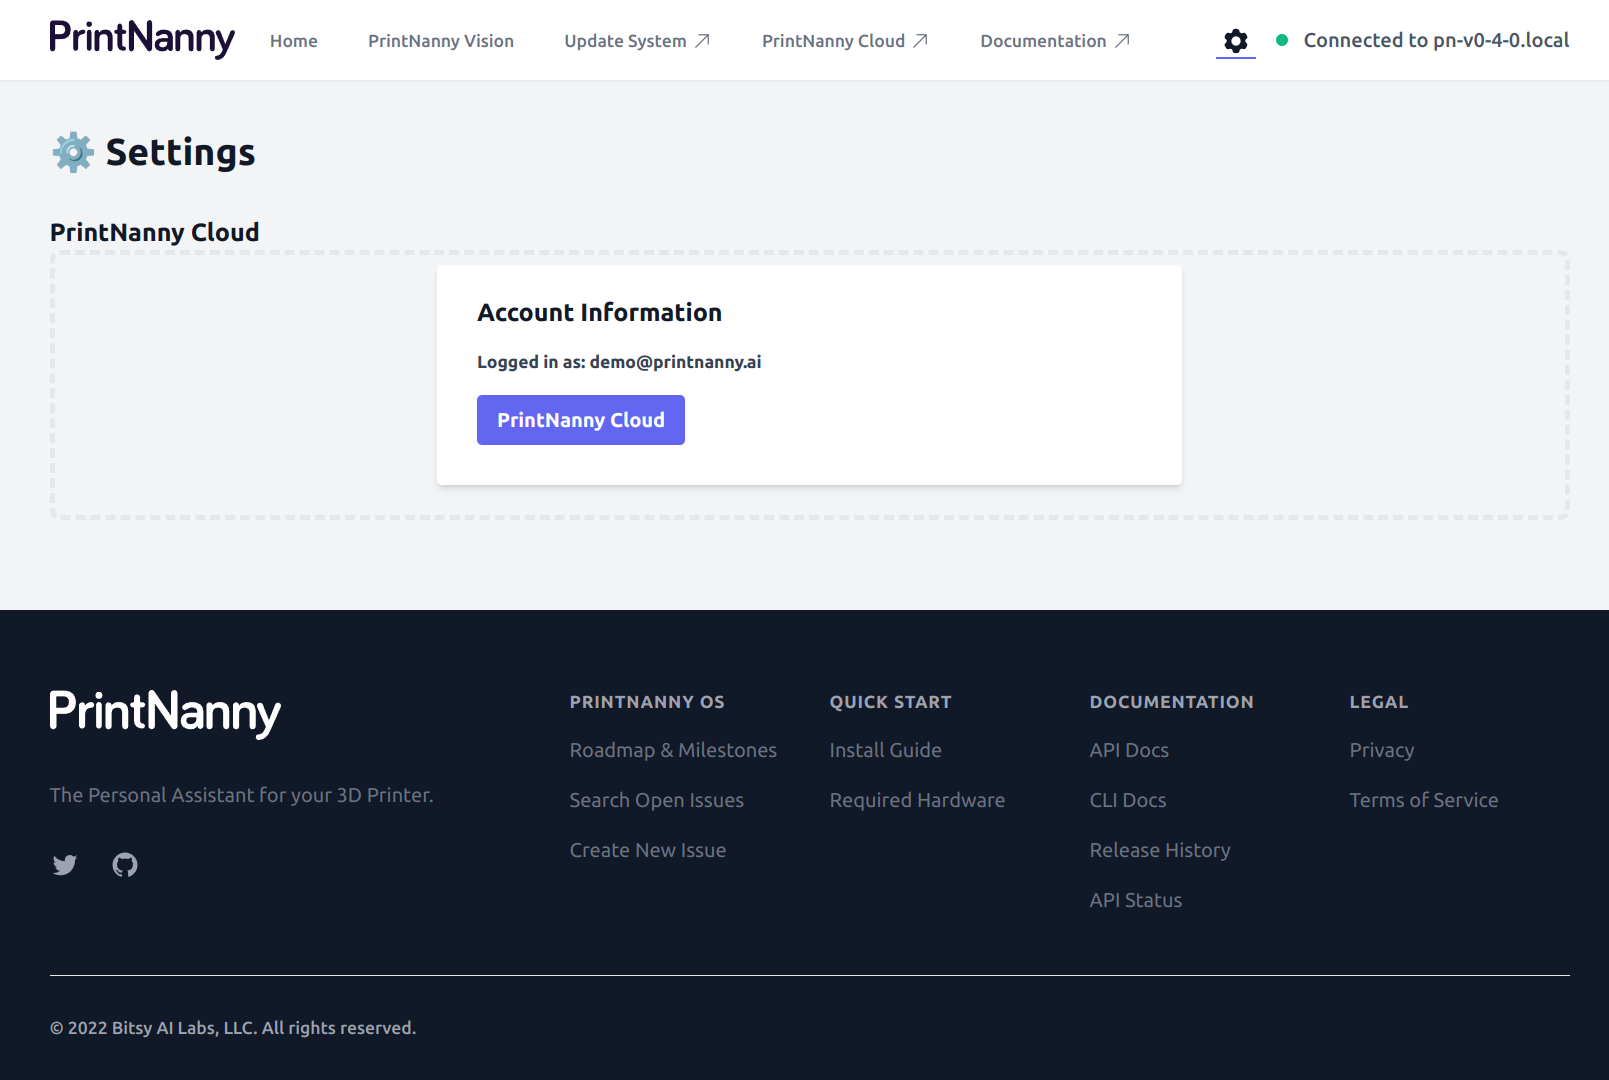 PrintNanny
Home
PrintNanny Vision
Update System
PrintNanny Cloud
Documentation
Connected to pn-v0-4-0.local
Settings
PrintNanny Cloud
Account Information
Logged in as: demo@printnanny.ai
PrintNanny Cloud
PrintNanny
The Personal Assistant for your 3D Printer.
PRINTNANNY OS
Roadmap & Milestones
Search Open Issues
Create New Issue
QUICK START
Install Guide
Required Hardware
DOCUMENTATION
API Docs
CLI Docs
Release History
API Status
LEGAL
Privacy
Terms of Service
© 2022 Bitsy AI Labs, LLC. All rights reserved.